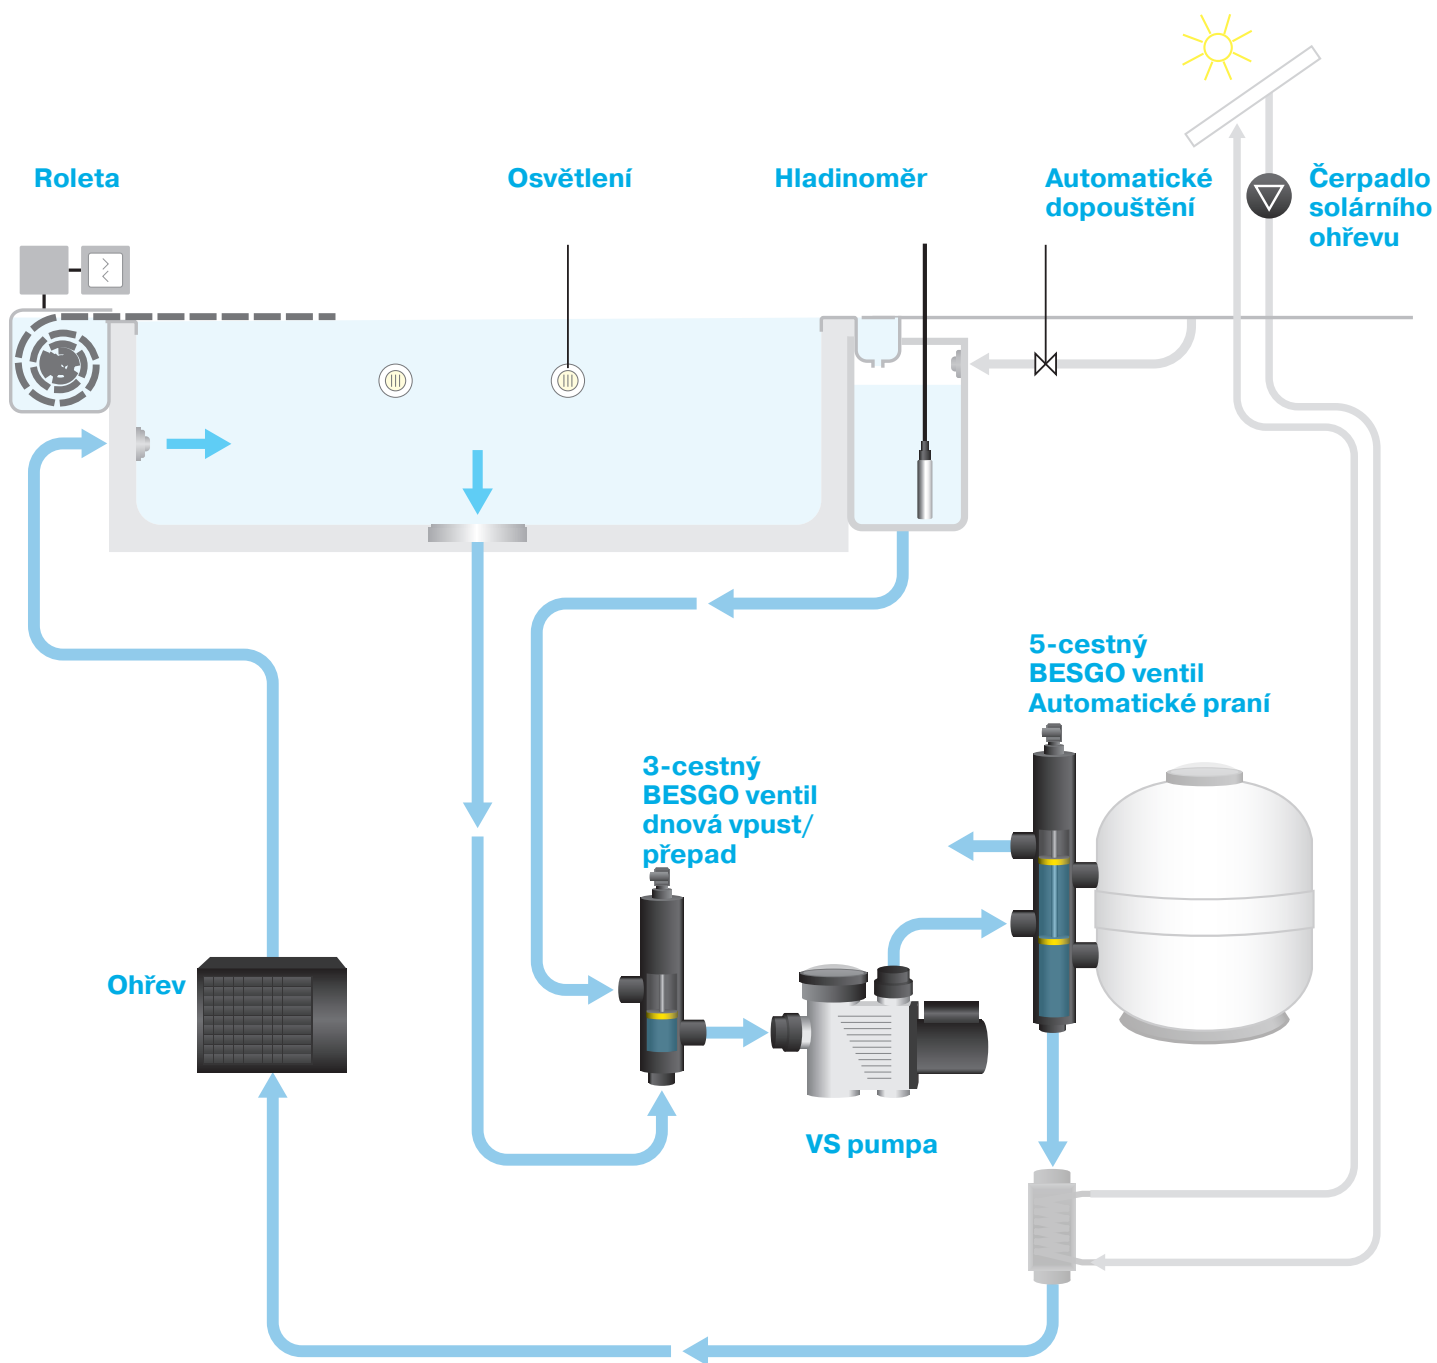 Roleta
Osvětlení
Hladinoměr
Automatické
dopouštění
Čerpadlo
solárního
ohřevu
5-cestný
BESGO ventil
Automatické praní
3-cestný
BESGO ventil
dnová vpust/
přepad
Ohřev
VS pumpa